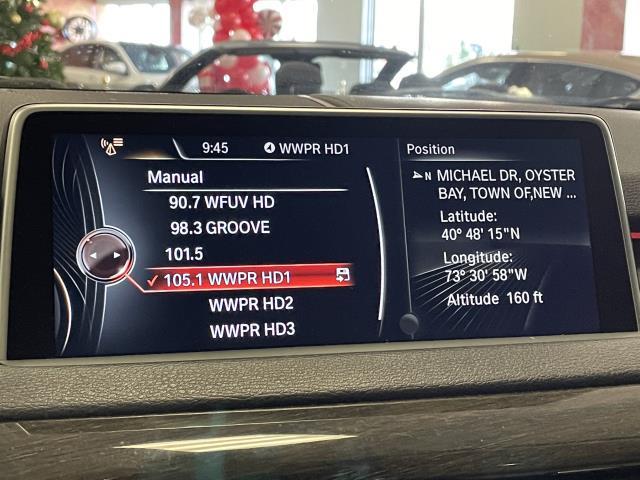 9:45 WWPR HD1
Manual
90.7 WFUV HD
98.3 GROOVE
101.5
105.1 WWPR HD1
WWPR HD2
WWPR HD3
Position
N MICHAEL DR, OYSTER
BAY, TOWN OF,NEW ...
Latitude:
40° 48' 15"N
Longitude:
73° 30' 58"W
Altitude 160 ft